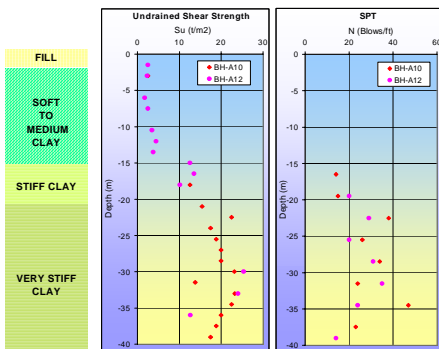 Undrained Shear Strength
SPT
Su (t/m2)
N (Blows/ft)
0 10 20 30
0 20 40 60
BH-A10
BH-A12
BH-A10
BH-A12
FILL
SOFT
TO
MEDIUM
CLAY
STIFF CLAY
VERY STIFF
CLAY
Depth (m)
0
-5
-10
-15
-20
-25
-30
-35
-40
Depth (m)
0
-5
-10
-15
-20
-25
-30
-35
-40